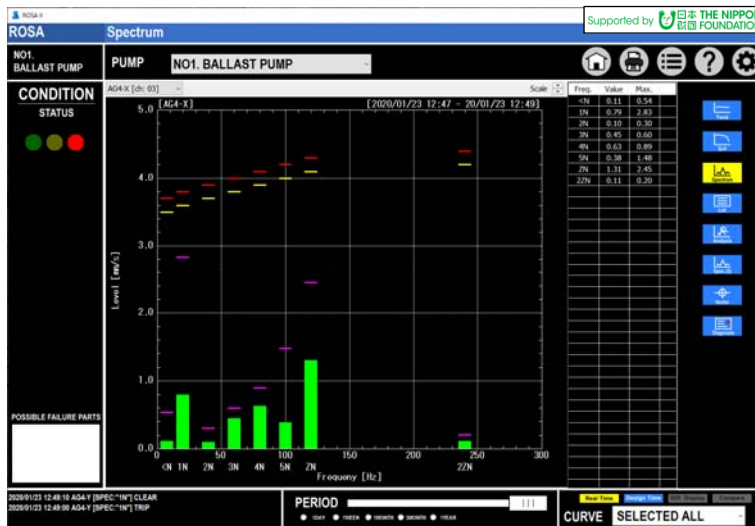 ROSA-X
Supported by 日本財団 THE NIPPON FOUNDATION
ROSA
Spectrum
NO1.
BALLAST PUMP
PUMP
NO1. BALLAST PUMP
CONDITION
STATUS
AG4-X [ch: 03]
Scale
[AG4-X]
[2020/01/23 12:47 - 20/01/23 12:49]
5.0
4.0
3.0
2.0
1.0
0.0
Level [mm/s]
0 50 100 150 200 250 300
<N 1N 2N 3N 4N 5N ZN 2ZN
Frequeny [Hz]
Freq. Value Max.
<N 0.11 0.54
1N 0.79 2.83
2N 0.10 0.30
3N 0.45 0.60
4N 0.63 0.89
5N 0.38 1.48
ZN 1.31 2.45
2ZN 0.11 0.20
Trend
Spectrum
List
Analysis
Diagnosis
POSSIBLE FAILURE PARTS
2020/01/23 12:49:10 AG4-Y [SPEC:"1N"] CLEAR
2020/01/23 12:49:00 AG4-Y [SPEC:"1N"] TRIP
PERIOD
1DAY 1WEEK 1MONTH 3MONTH 1YEAR
Real Time Design Time Diff. Display Compare
CURVE
SELECTED ALL